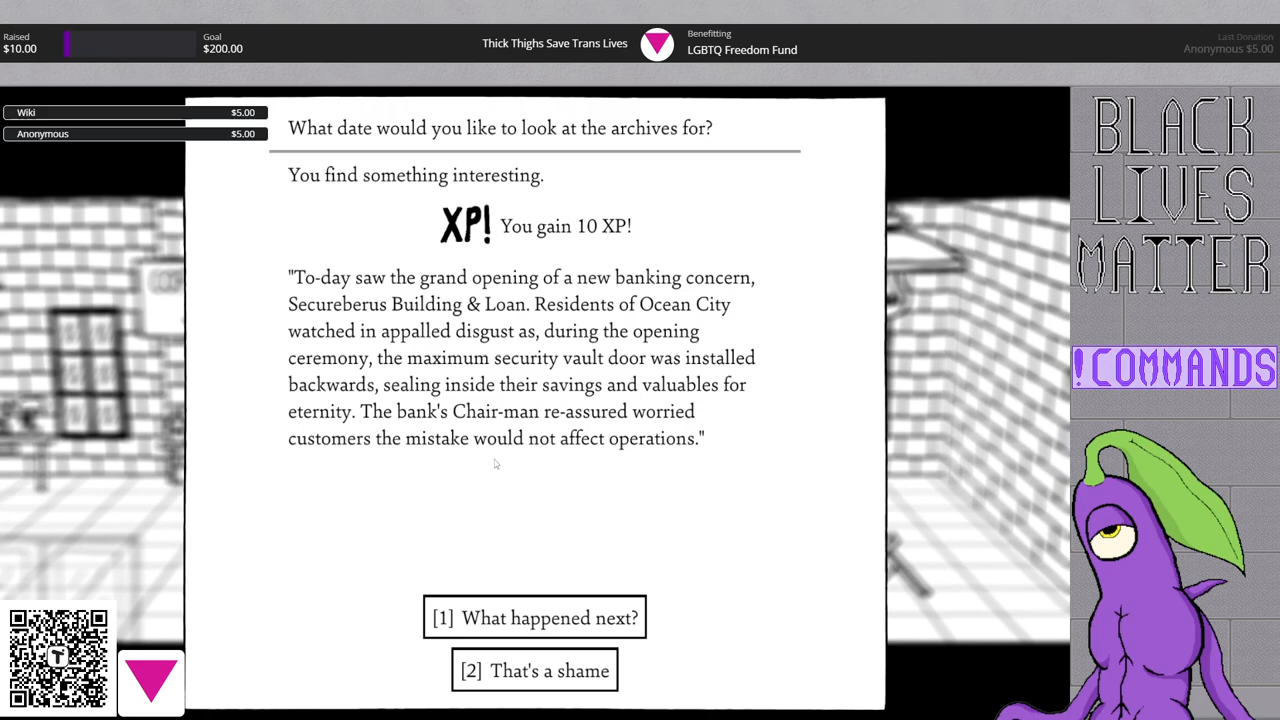 Raised
$10.00
Goal
$200.00
Thick Thighs Save Trans Lives
Benefitting
LGBTQ Freedom Fund
Last Donation
Anonymous $5.00
Wiki $5.00
Anonymous $5.00
What date would you like to look at the archives for?
You find something interesting.
XP! You gain 10 XP!
"To-day saw the grand opening of a new banking concern,
Secureberus Building & Loan. Residents of Ocean City
watched in appalled disgust as, during the opening
ceremony, the maximum security vault door was installed
backwards, sealing inside their savings and valuables for
eternity. The bank's Chair-man re-assured worried
customers the mistake would not affect operations."
[1] What happened next?
[2] That's a shame
BLACK
LIVES
MATTER
!COMMANDS
T